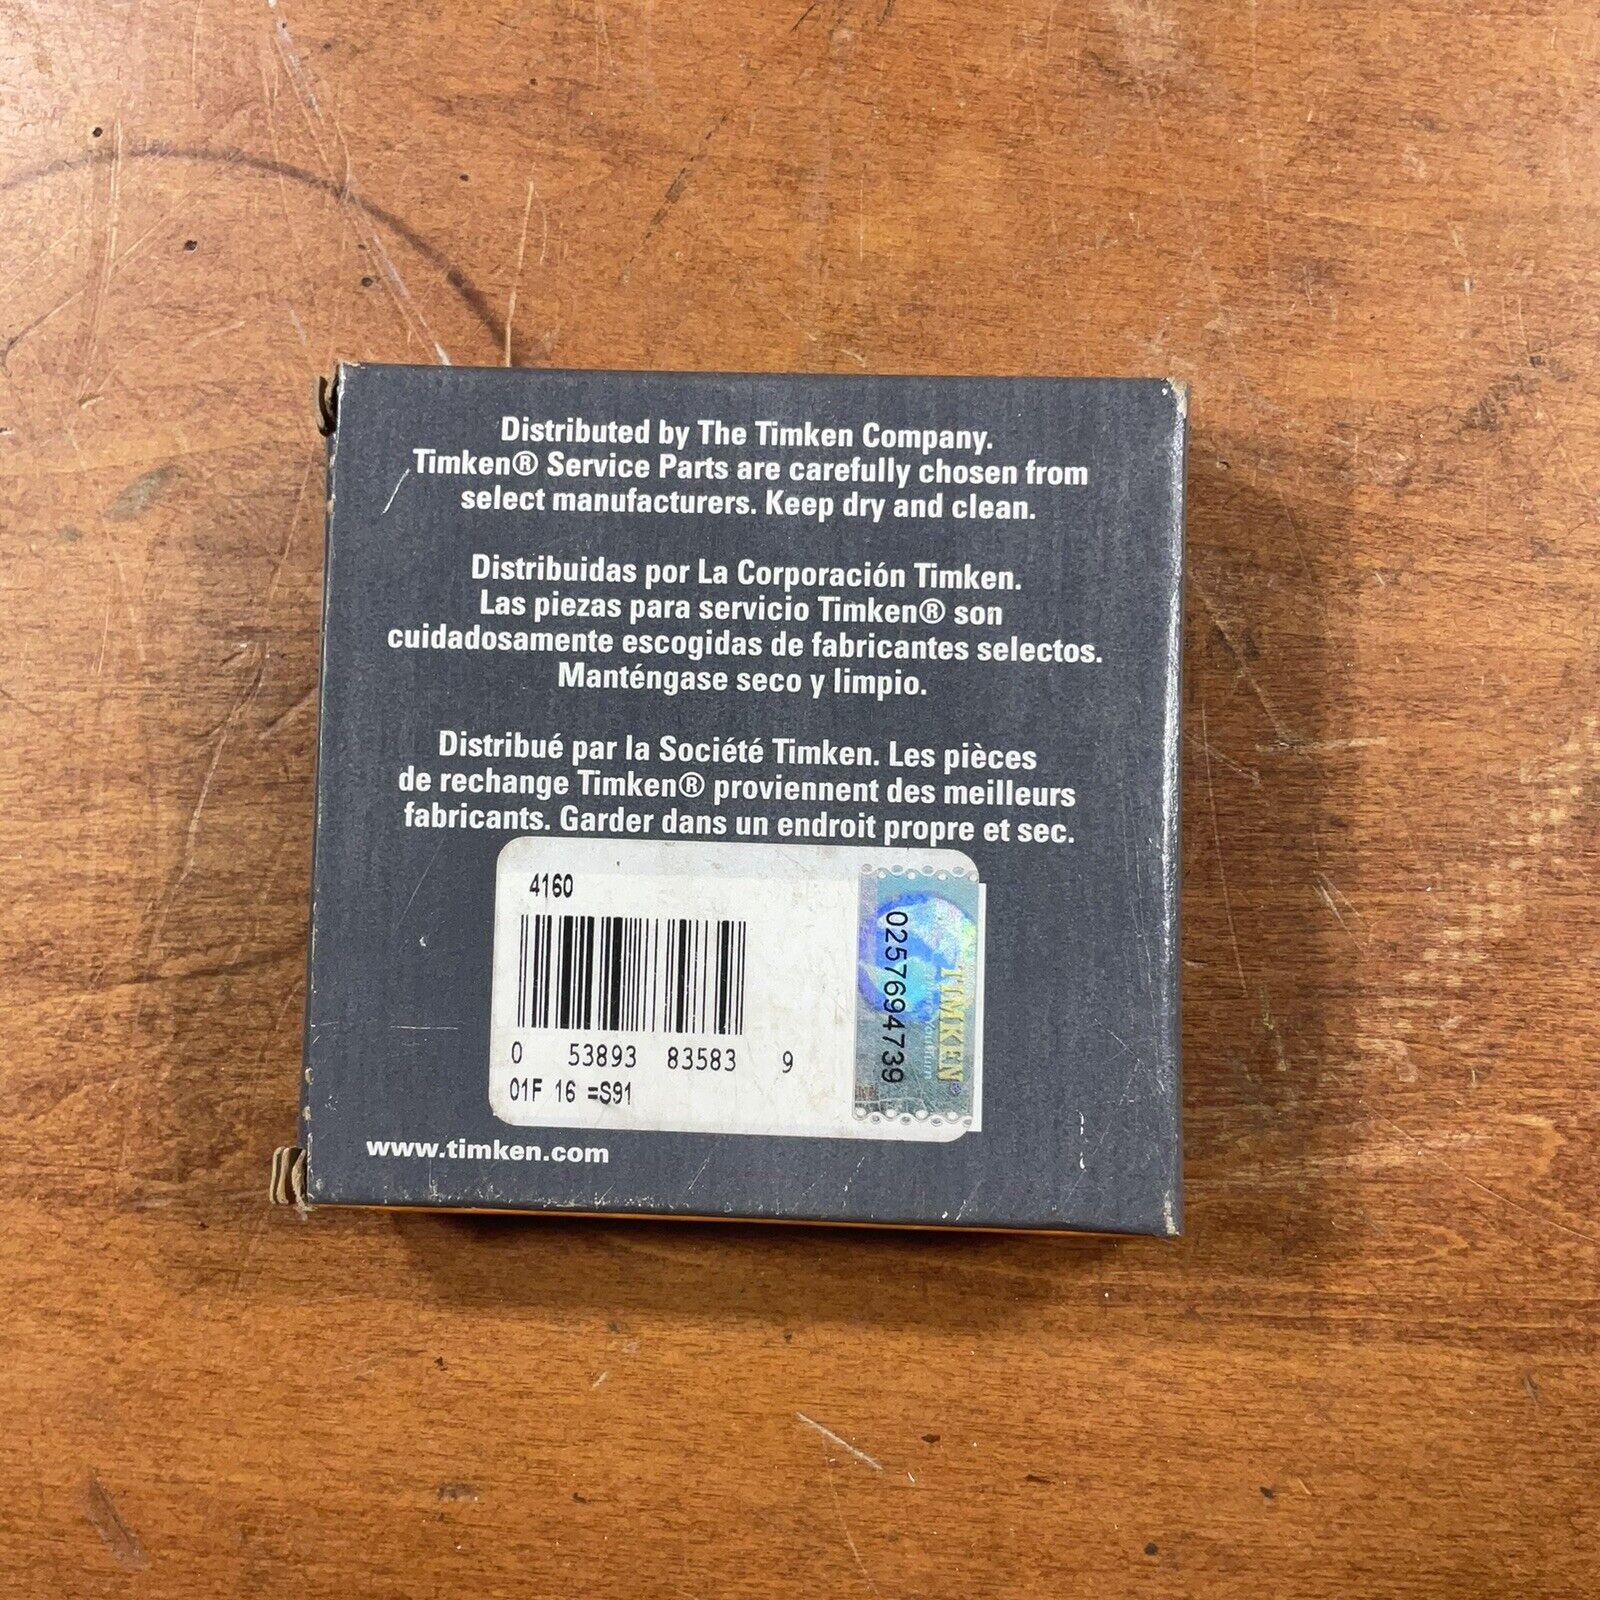 Distributed by The Timken Company.
Timken® Service Parts are carefully chosen from
select manufacturers. Keep dry and clean.
Distribuidas por La Corporación Timken.
Las piezas para servicio Timken® son
cuidadosamente escogidas de fabricantes selectos.
Manténgase seco y limpio.
Distribué par la Société Timken. Les pièces
de rechange Timken® proviennent des meilleurs
fabricants. Garder dans un endroit propre et sec.
4160
0 53893 83583 9
01F 16 =S91
0257694739
TIMKEN®
www.timken.com